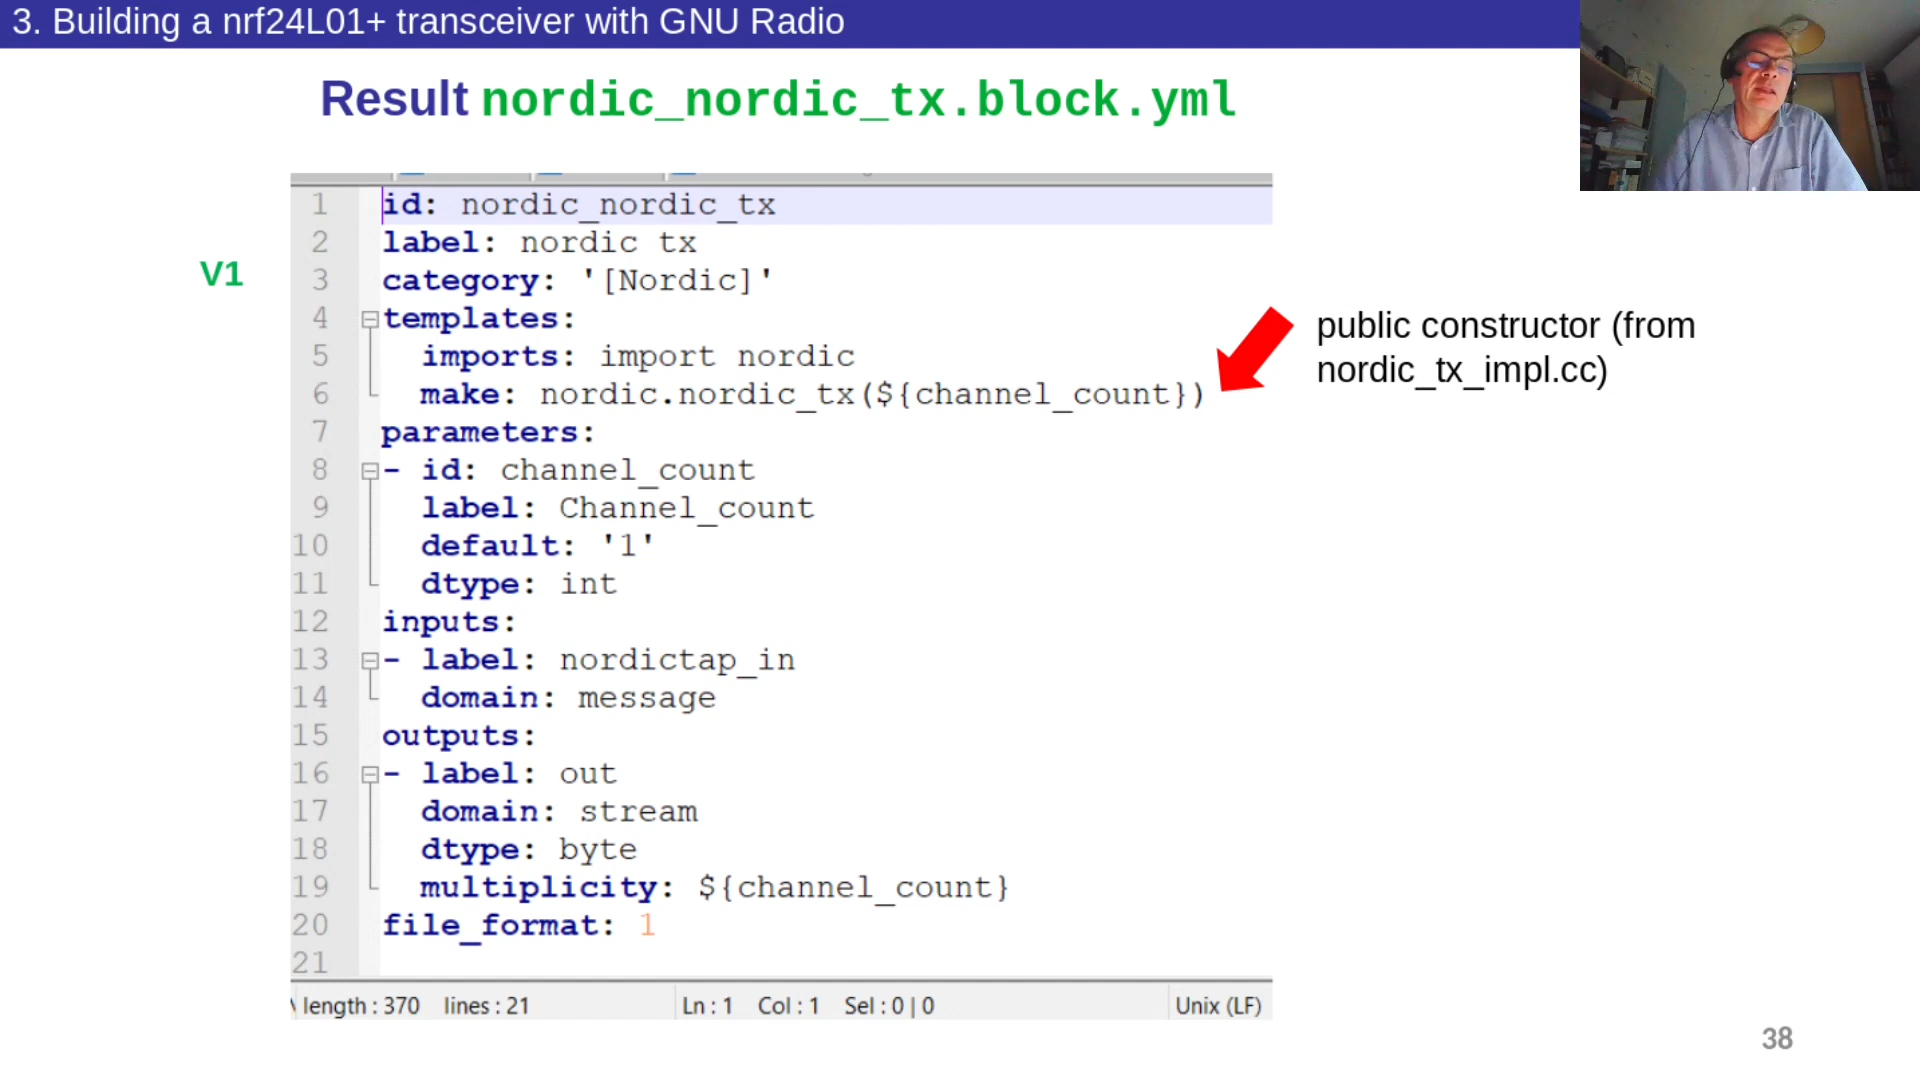 3. Building a nrf24L01+ transceiver with GNU Radio
Result nordic_nordic_tx.block.yml
V1
1 id: nordic_nordic_tx
2 label: nordic tx
3 category: '[Nordic]'
4 templates:
5 imports: import nordic
6 make: nordic.nordic_tx(${channel_count})
7 parameters:
8 - id: channel_count
9 label: Channel_count
10 default: '1'
11 dtype: int
12 inputs:
13 - label: nordictap_in
14 domain: message
15 outputs:
16 - label: out
17 domain: stream
18 dtype: byte
19 multiplicity: ${channel_count}
20 file_format: 1
21
public constructor (from
nordic_tx_impl.cc)
length : 370 lines : 21 Ln : 1 Col : 1 Sel : 0 | 0 Unix (LF)
38